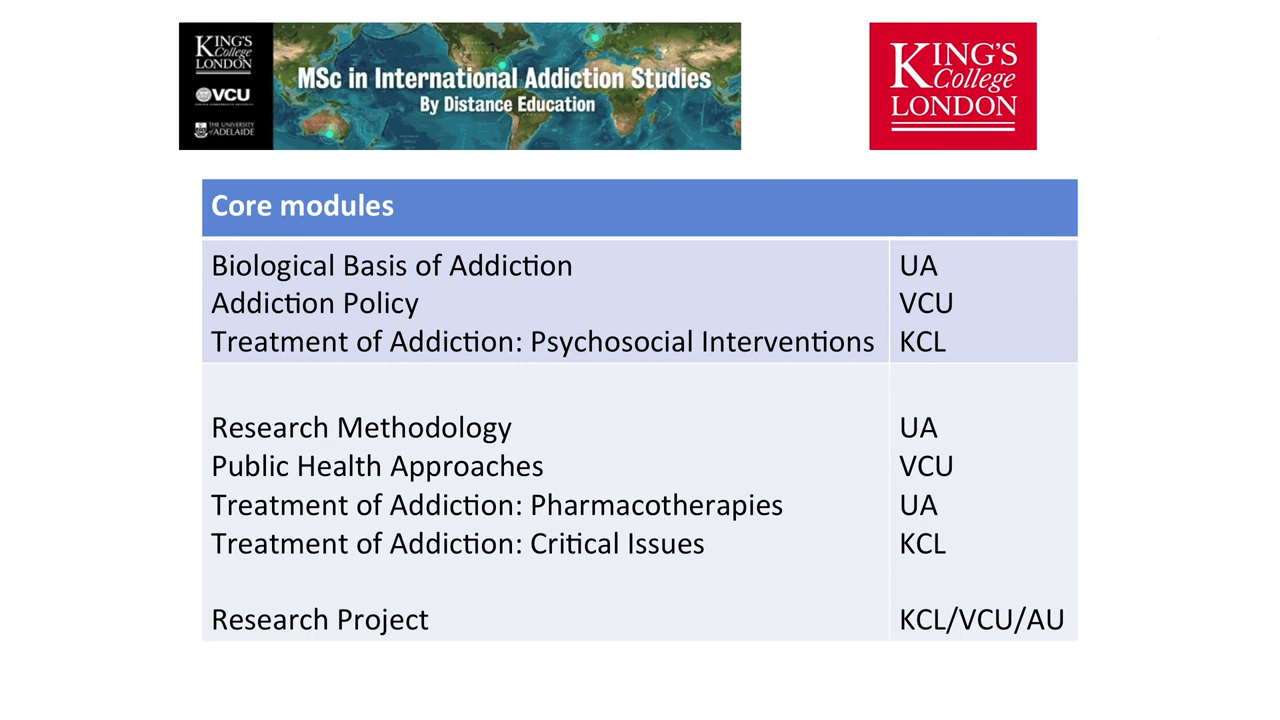 KING'S
College
LONDON
VCU
THE UNIVERSITY
of ADELAIDE
MSc in International Addiction Studies
By Distance Education
KING'S
College
LONDON
Core modules
Biological Basis of Addiction UA
Addiction Policy VCU
Treatment of Addiction: Psychosocial Interventions KCL
Research Methodology UA
Public Health Approaches VCU
Treatment of Addiction: Pharmacotherapies UA
Treatment of Addiction: Critical Issues KCL
Research Project KCL/VCU/AU